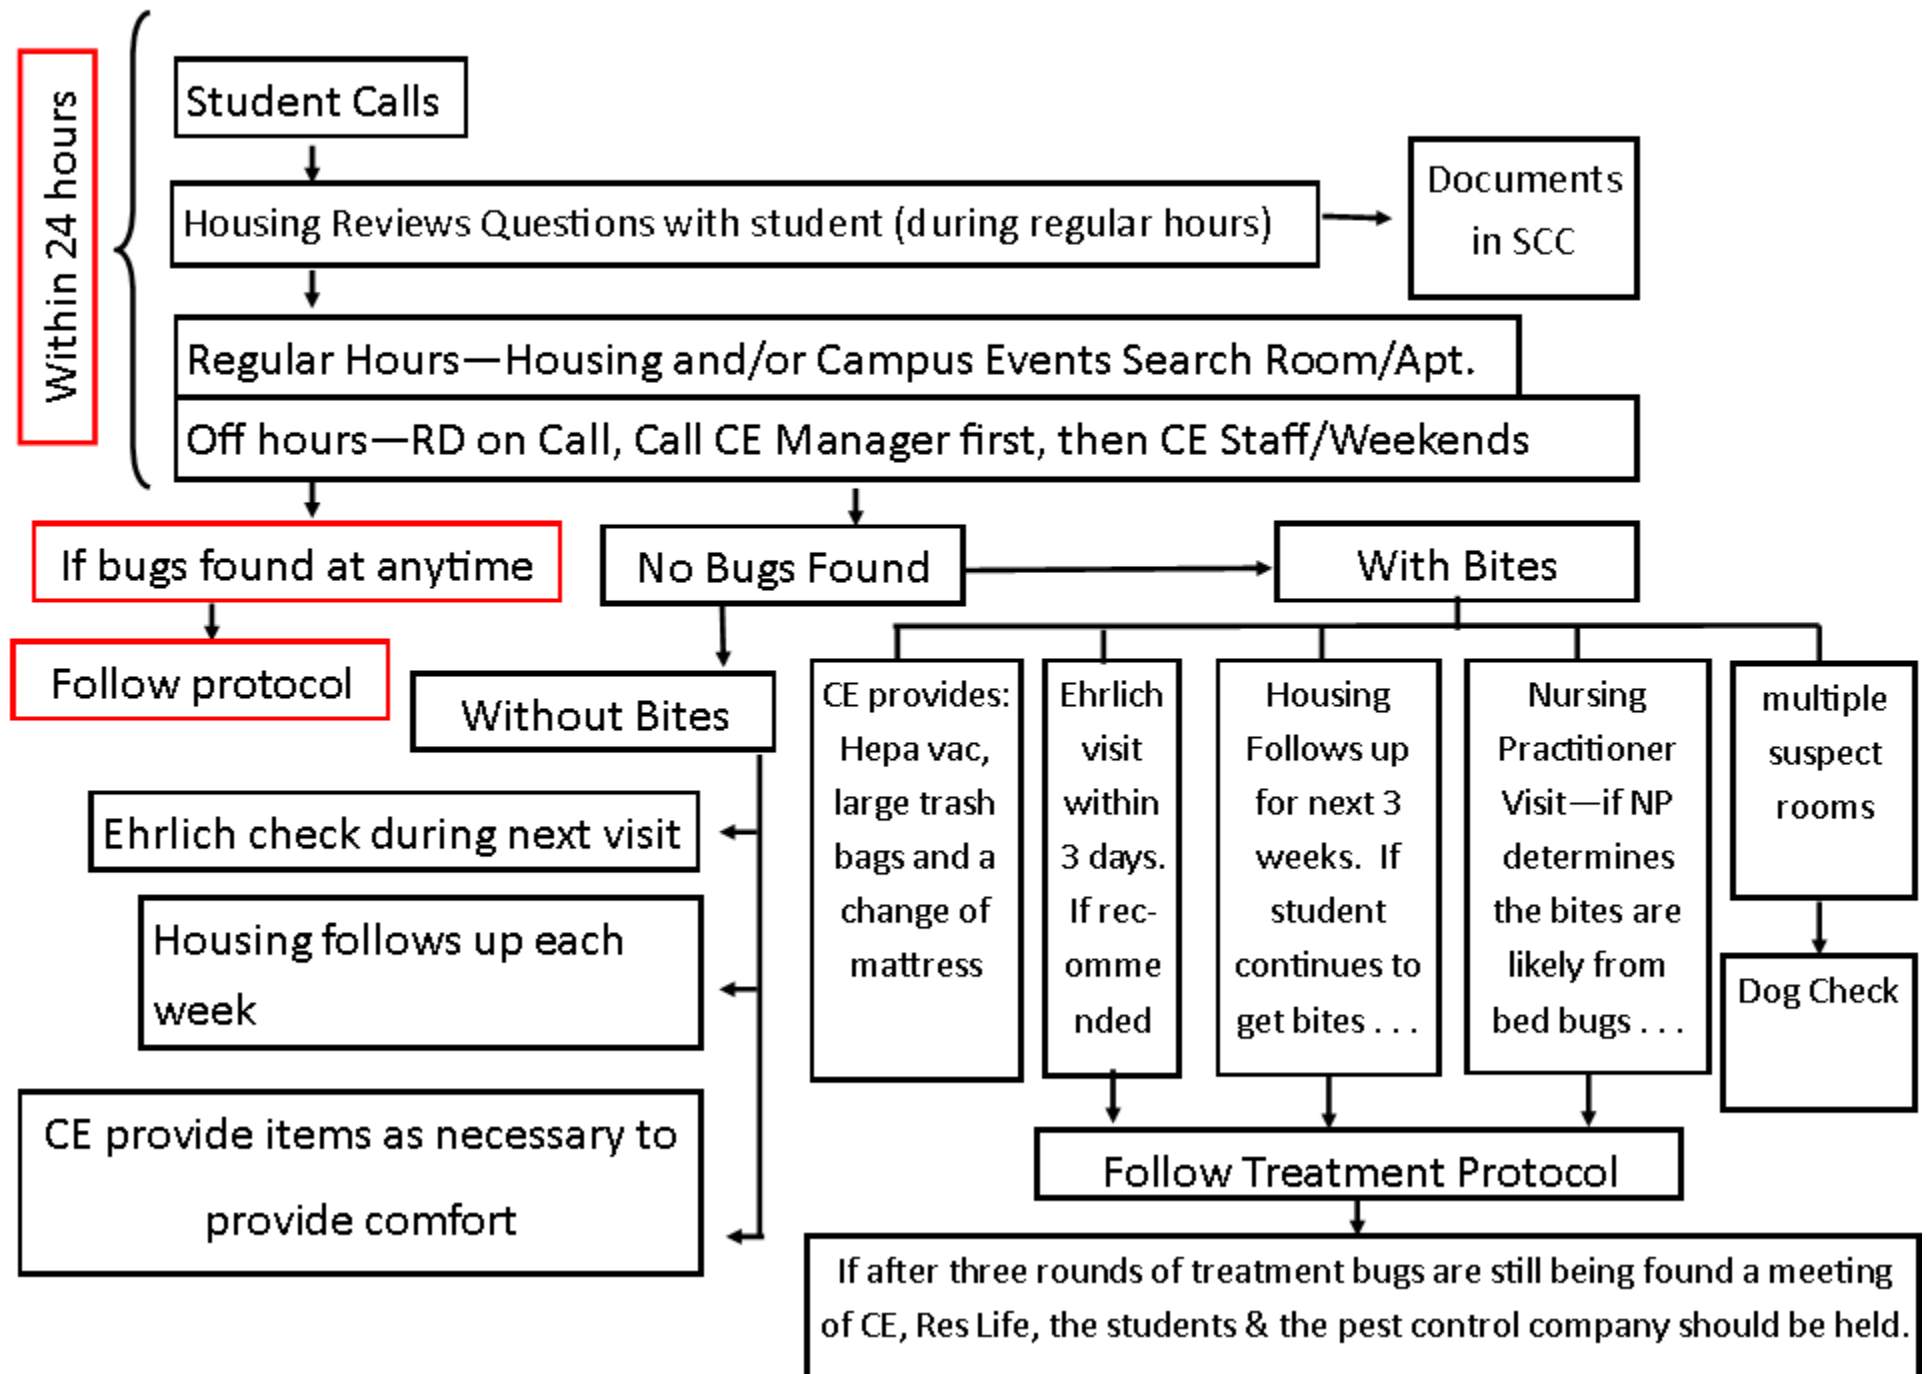 Within 24 hours
Student Calls
Housing Reviews Questions with student (during regular hours)
Documents
in SCC
Regular Hours—Housing and/or Campus Events Search Room/Apt.
Off hours—RD on Call, Call CE Manager first, then CE Staff/Weekends
If bugs found at anytime
No Bugs Found
With Bites
Follow protocol
Without Bites
Ehrlich check during next visit
Housing follows up each
week
CE provide items as necessary to
provide comfort
CE provides:
Hepa vac,
large trash
bags and a
change of
mattress
Ehrlich
visit
within
3 days.
If rec-
omme
nded
Housing
Follows up
for next 3
weeks.  If
student
continues to
get bites . . .
Nursing
Practitioner
Visit—if NP
determines
the bites are
likely from
bed bugs . . .
multiple
suspect
rooms
Dog Check
Follow Treatment Protocol
If after three rounds of treatment bugs are still being found a meeting
of CE, Res Life, the students & the pest control company should be held.